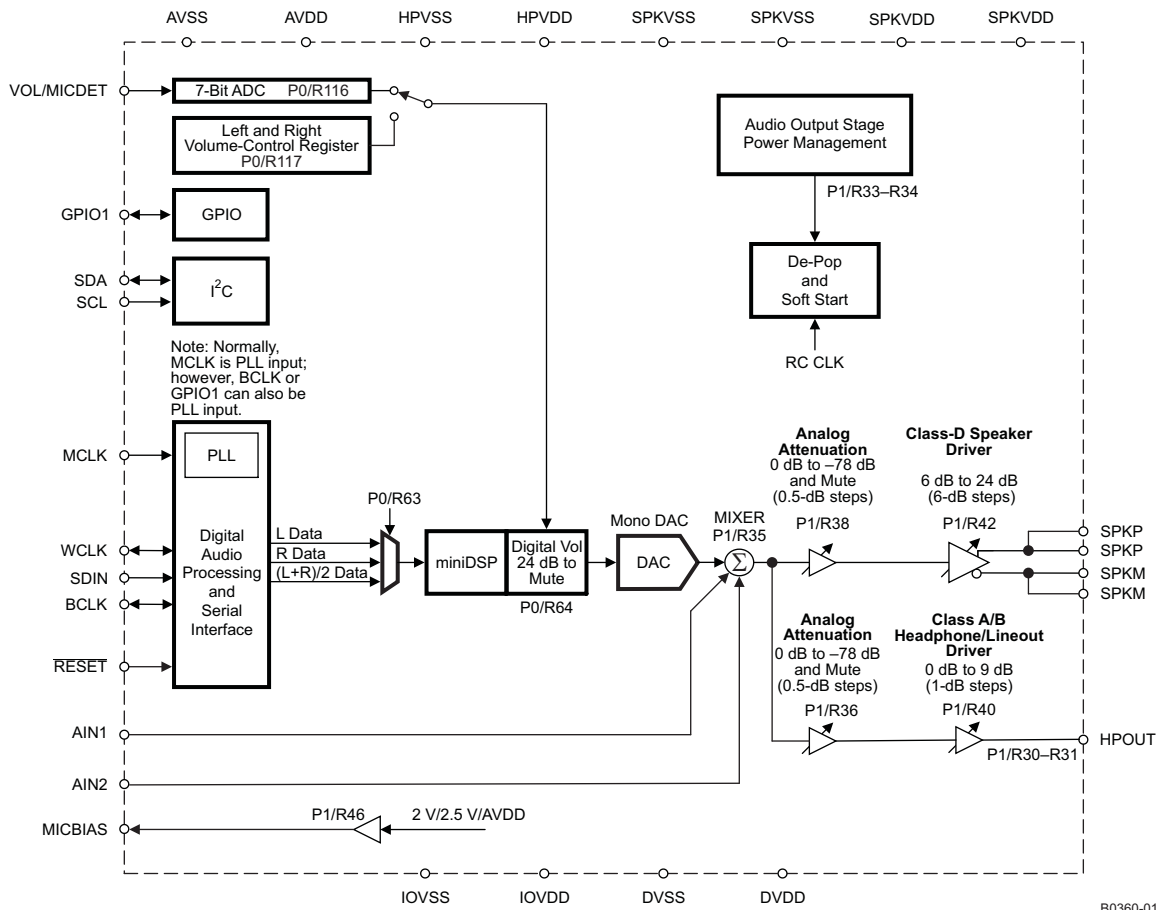 AVSS
AVDD
HPVSS
HPVDD
SPKVSS
SPKVSS
SPKVDD
SPKVDD
VOL/MICDET
7-Bit ADC P0/R116
Left and Right
Volume-Control Register
P0/R117
Audio Output Stage
Power Management
P1/R33–R34
GPIO1
GPIO
De-Pop
and
Soft Start
RC CLK
SDA
SCL
I²C
Note: Normally,
MCLK is PLL input;
however, BCLK or
GPIO1 can also be
PLL input.
MCLK
PLL
WCLK
SDIN
BCLK
RESET
Digital
Audio
Processing
and
Serial
Interface
L Data
R Data
(L+R)/2 Data
P0/R63
miniDSP
Digital Vol
24 dB to
Mute
P0/R64
Mono DAC
DAC
MIXER
P1/R35
Σ
Analog
Attenuation
0 dB to –78 dB
and Mute
(0.5-dB steps)
P1/R38
Class-D Speaker
Driver
6 dB to 24 dB
(6-dB steps)
P1/R42
SPKP
SPKP
SPKM
SPKM
Analog
Attenuation
0 dB to –78 dB
and Mute
(0.5-dB steps)
P1/R36
Class A/B
Headphone/Lineout
Driver
0 dB to 9 dB
(1-dB steps)
P1/R40
P1/R30–R31
HPOUT
AIN1
AIN2
MICBIAS
P1/R46
2 V/2.5 V/AVDD
IOVSS
IOVDD
DVSS
DVDD
B0360-01